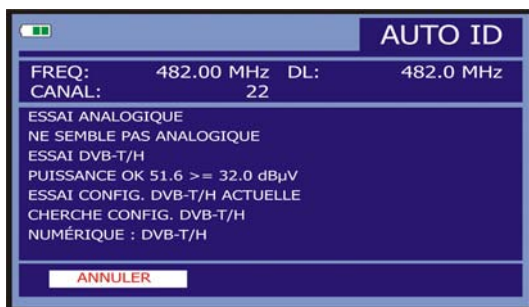 AUTO ID
FREQ: 482.00 MHz DL: 482.0 MHz
CANAL: 22
ESSAI ANALOGIQUE
NE SEMBLE PAS ANALOGIQUE
ESSAI DVB-T/H
PUISSANCE OK 51.6 >= 32.0 dBµV
ESSAI CONFIG. DVB-T/H ACTUELLE
CHERCHE CONFIG. DVB-T/H
NUMÉRIQUE : DVB-T/H
ANNULER